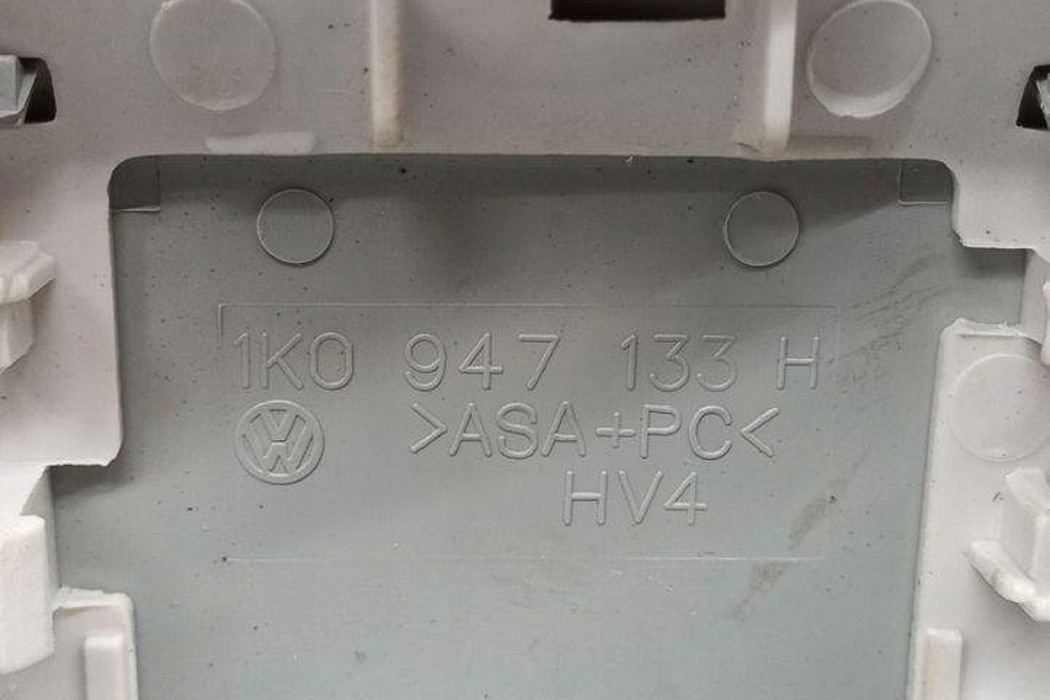 1K0 947 133 H
>ASA+PC<
HV4